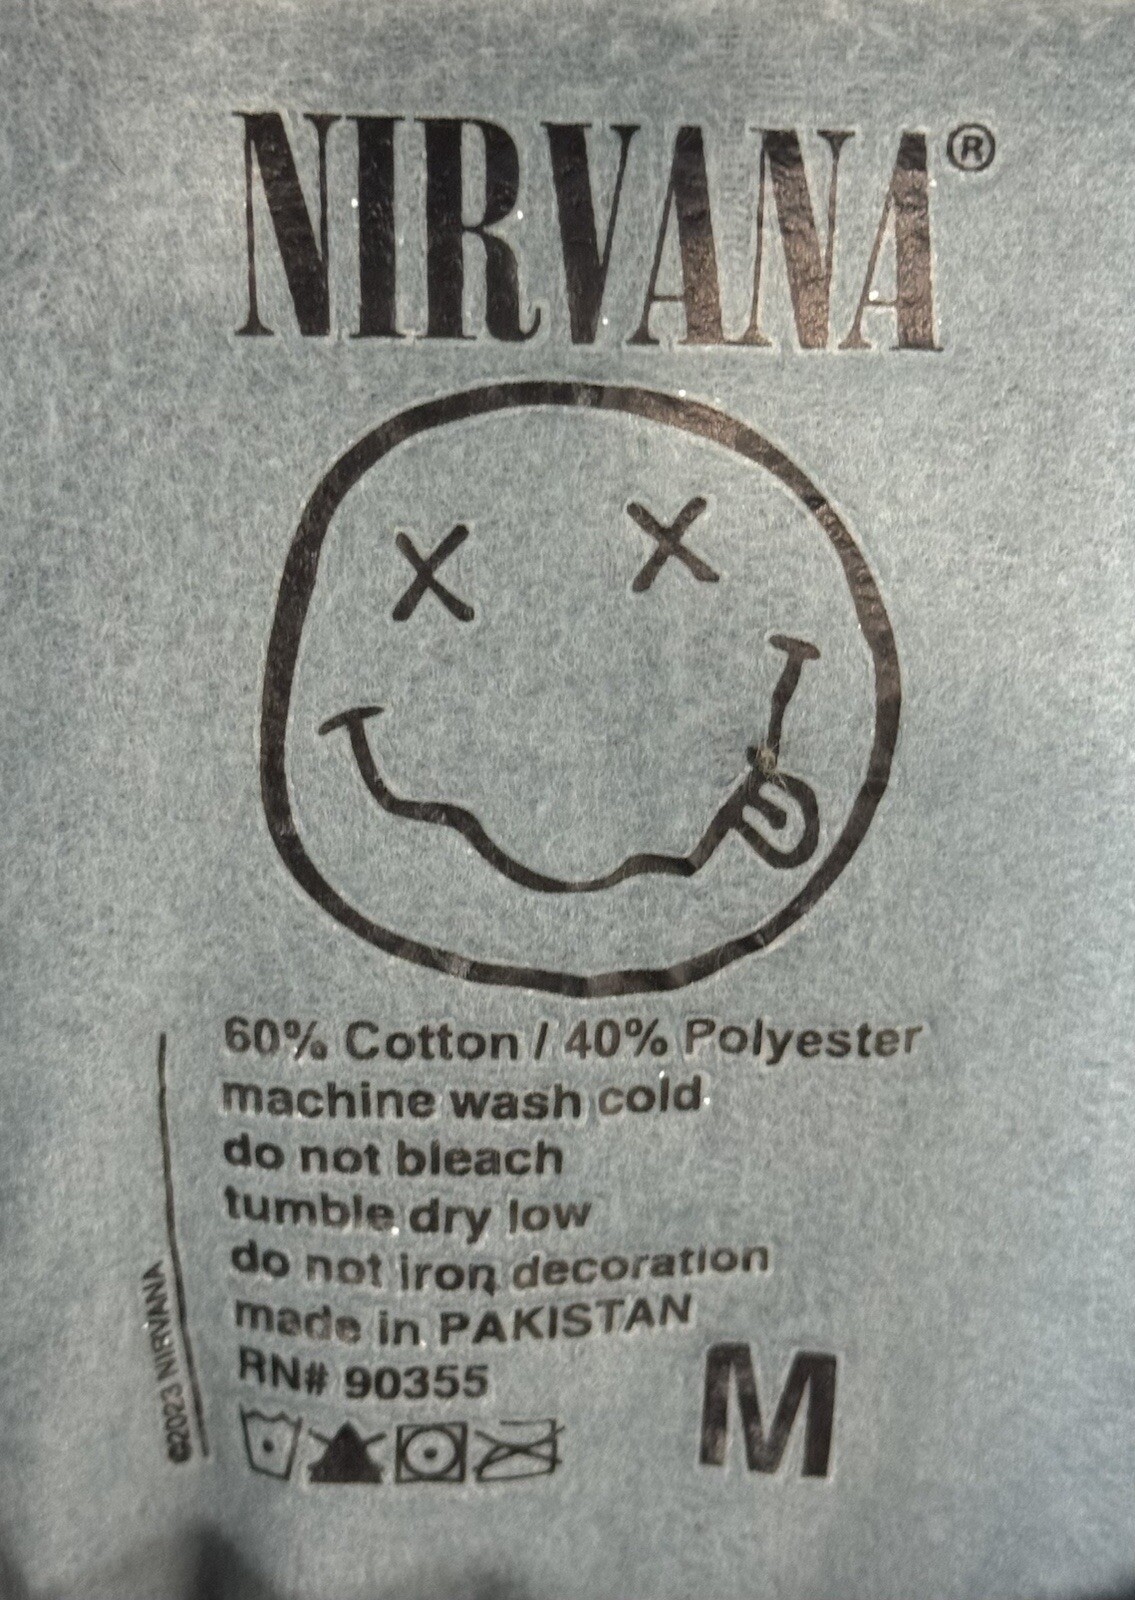 NIRVANA®
60% Cotton / 40% Polyester
machine wash cold
do not bleach
tumble dry low
do not iron decoration
made in PAKISTAN
RN# 90355
M
©2023 NIRVANA